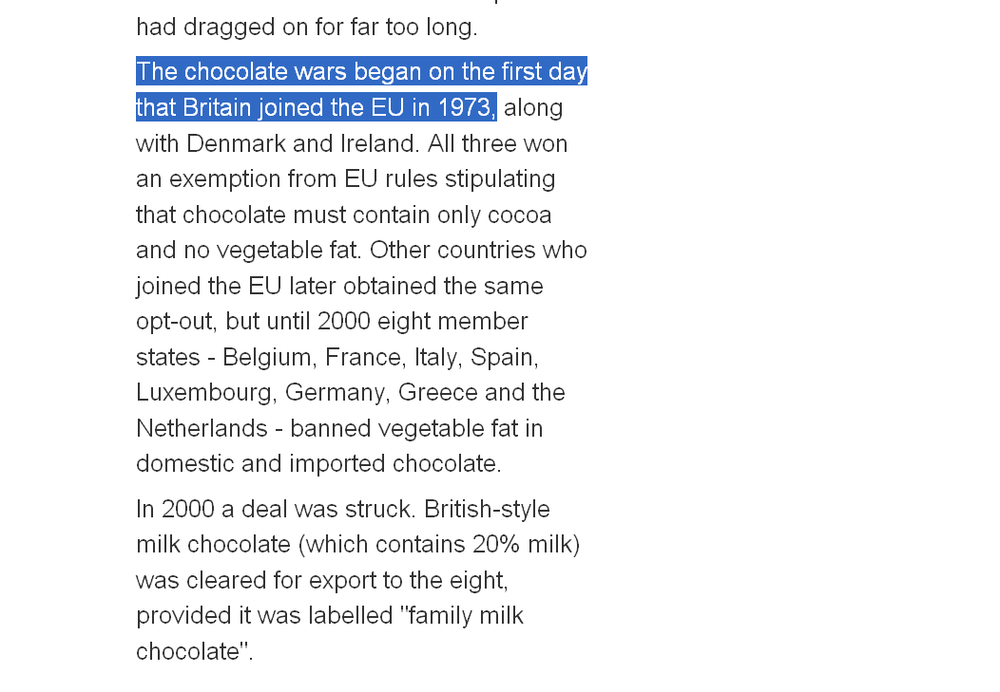 had dragged on for far too long.
The chocolate wars began on the first day
that Britain joined the EU in 1973, along
with Denmark and Ireland. All three won
an exemption from EU rules stipulating
that chocolate must contain only cocoa
and no vegetable fat. Other countries who
joined the EU later obtained the same
opt-out, but until 2000 eight member
states - Belgium, France, Italy, Spain,
Luxembourg, Germany, Greece and the
Netherlands - banned vegetable fat in
domestic and imported chocolate.
In 2000 a deal was struck. British-style
milk chocolate (which contains 20% milk)
was cleared for export to the eight,
provided it was labelled "family milk
chocolate".